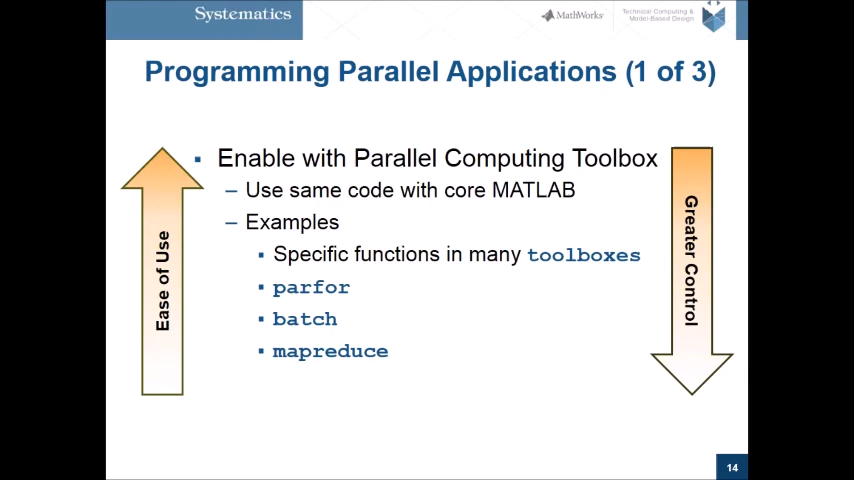 Systematics
MathWorks
Technical Computing &
Model-Based Design
Programming Parallel Applications (1 of 3)
Ease of Use
▪ Enable with Parallel Computing Toolbox
– Use same code with core MATLAB
– Examples
▪ Specific functions in many toolboxes
▪ parfor
▪ batch
▪ mapreduce
Greater Control
14